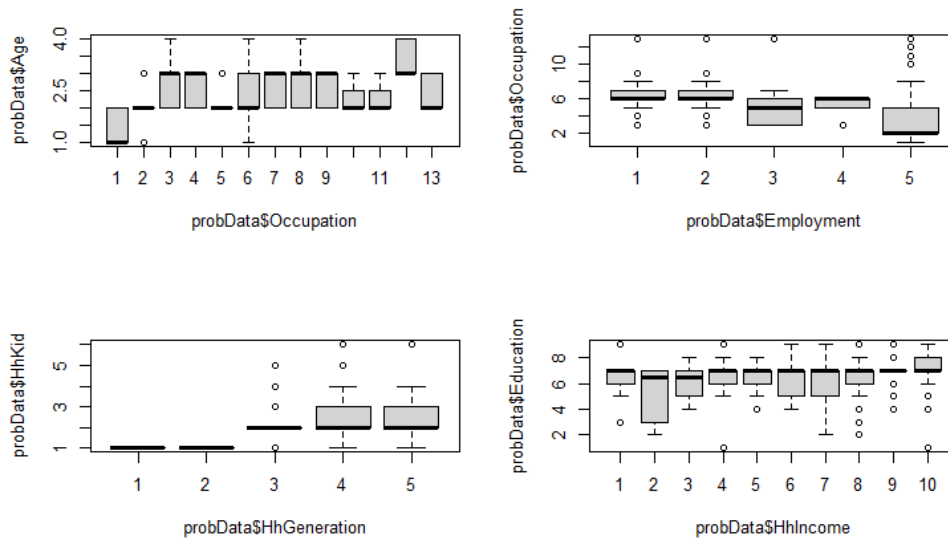 probData$Age
1.0 2.5 4.0
1 2 3 4 5 6 7 8 9 11 13
probData$Occupation
probData$Occupation
2 6 10
1 2 3 4 5
probData$Employment
probData$HhKid
1 3 5
1 2 3 4 5
probData$HhGeneration
probData$Education
2 4 6 8
1 2 3 4 5 6 7 8 9 10
probData$HhIncome